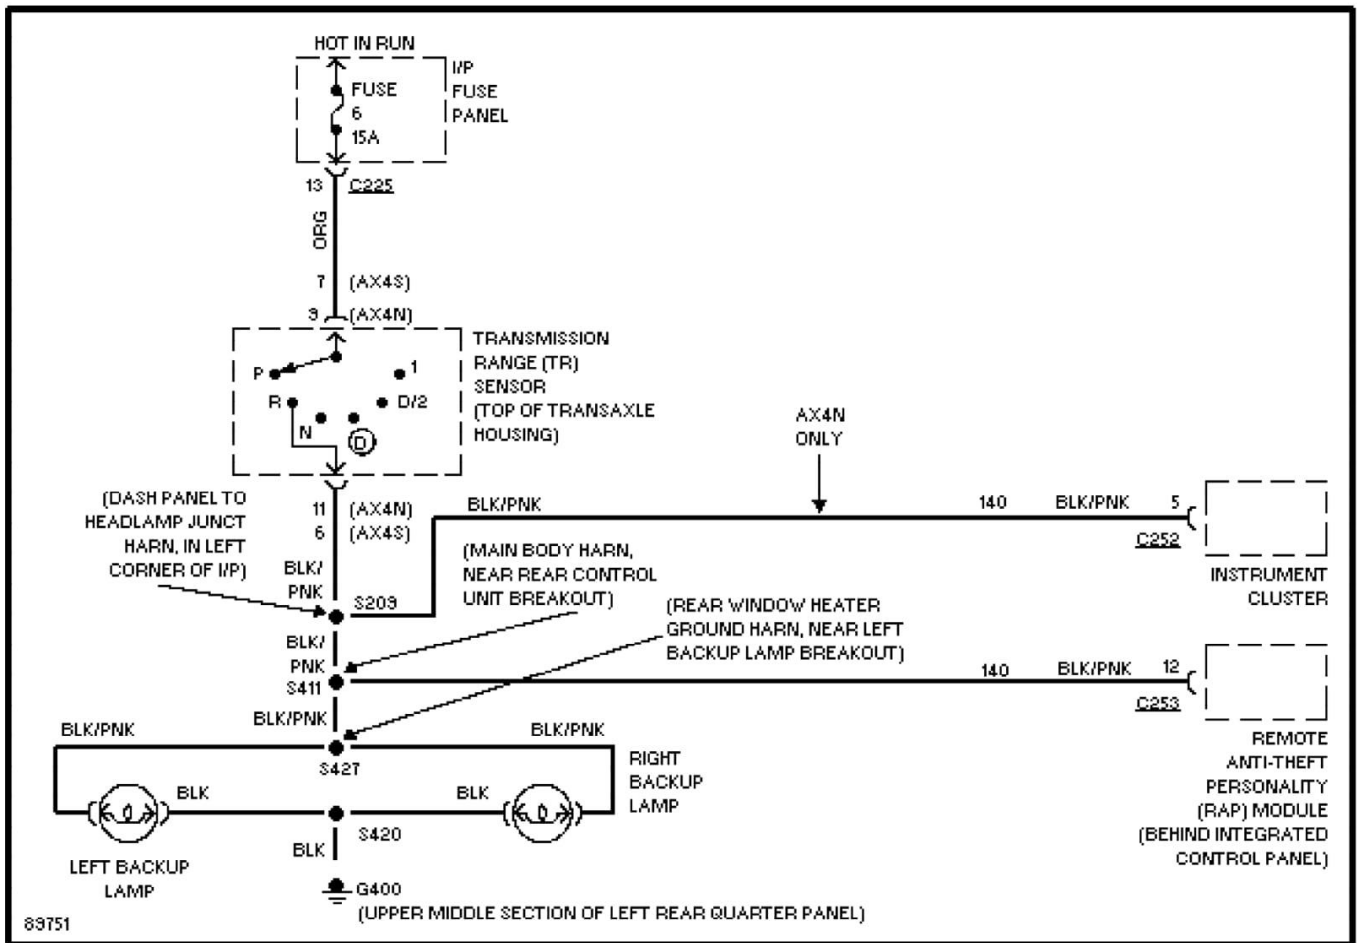 HOT IN RUN
I/P
FUSE
PANEL
FUSE
6
15A
13 C225
ORG
7 (AX4S)
9 (AX4N)
TRANSMISSION
RANGE (TR)
SENSOR
(TOP OF TRANSAXLE
HOUSING)
P
1
R
D/2
N
D
AX4N
ONLY
(DASH PANEL TO
HEADLAMP JUNCT
HARN, IN LEFT
CORNER OF I/P)
11 (AX4N)
6 (AX4S)
BLK/PNK
140 BLK/PNK 5
C252
INSTRUMENT
CLUSTER
BLK/
PNK
S209
(MAIN BODY HARN,
NEAR REAR CONTROL
UNIT BREAKOUT)
(REAR WINDOW HEATER
GROUND HARN, NEAR LEFT
BACKUP LAMP BREAKOUT)
BLK/
PNK
S411
140 BLK/PNK 12
C253
REMOTE
ANTI-THEFT
PERSONALITY
(RAP) MODULE
(BEHIND INTEGRATED
CONTROL PANEL)
BLK/PNK
BLK/PNK
BLK/PNK
S427
RIGHT
BACKUP
LAMP
BLK
BLK
S420
BLK
LEFT BACKUP
LAMP
G400
(UPPER MIDDLE SECTION OF LEFT REAR QUARTER PANEL)
89751